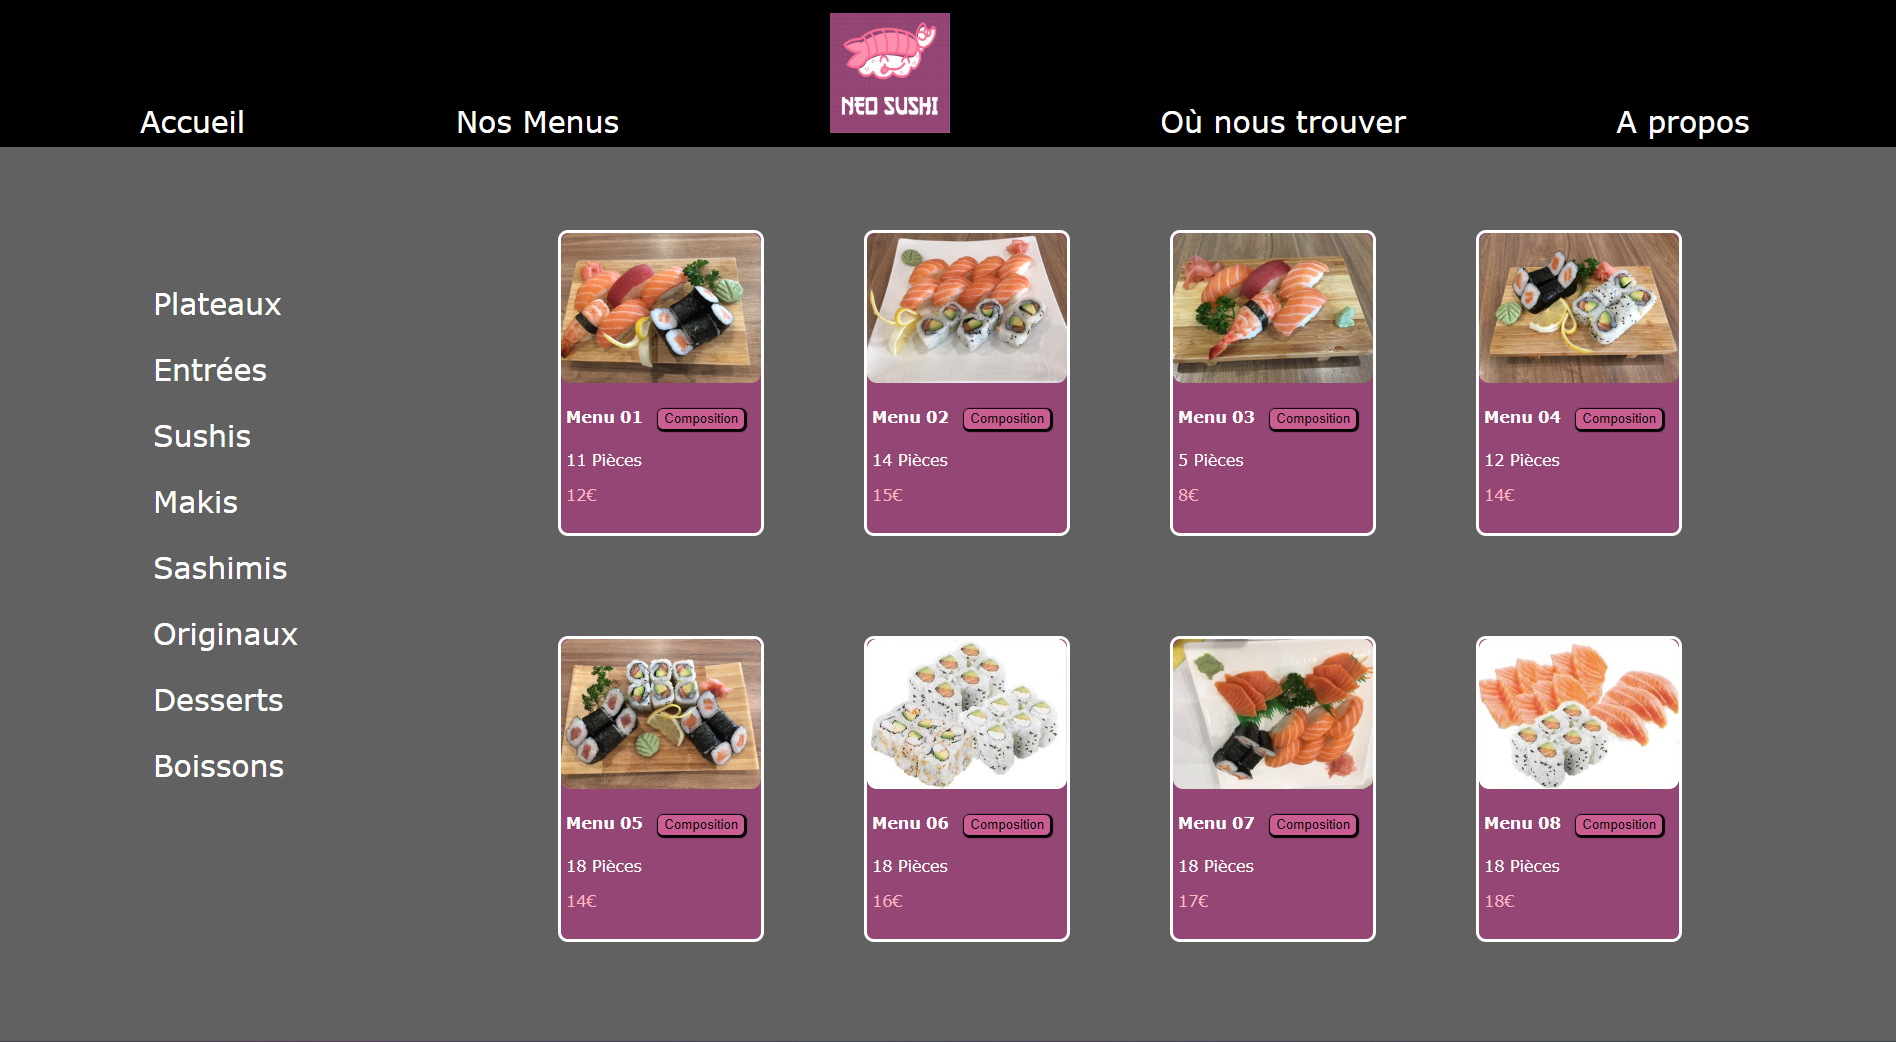 NEO SUSHI
Accueil
Nos Menus
Où nous trouver
A propos
Plateaux
Entrées
Sushis
Makis
Sashimis
Originaux
Desserts
Boissons
Menu 01 Composition
11 Pièces
12€
Menu 02 Composition
14 Pièces
15€
Menu 03 Composition
5 Pièces
8€
Menu 04 Composition
12 Pièces
14€
Menu 05 Composition
18 Pièces
14€
Menu 06 Composition
18 Pièces
16€
Menu 07 Composition
18 Pièces
17€
Menu 08 Composition
18 Pièces
18€